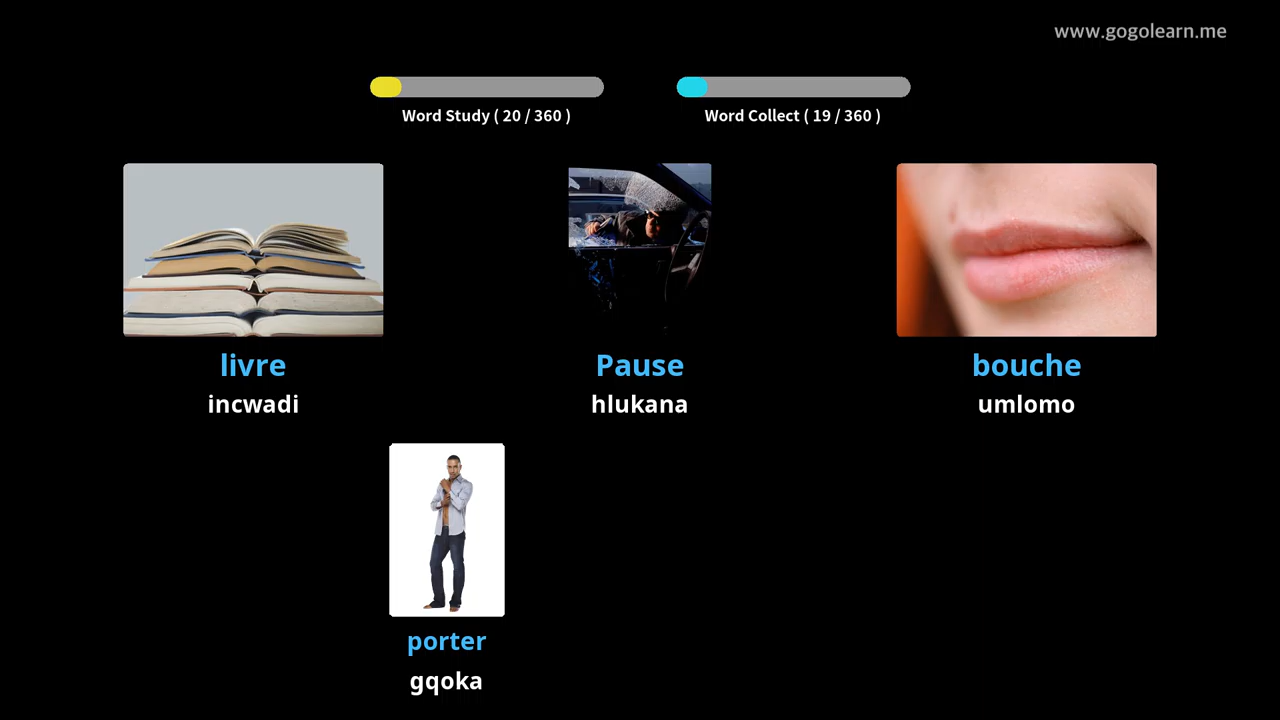 www.gogolearn.me
Word Study ( 20 / 360 )
Word Collect ( 19 / 360 )
livre
incwadi
Pause
hlukana
bouche
umlomo
porter
gqoka